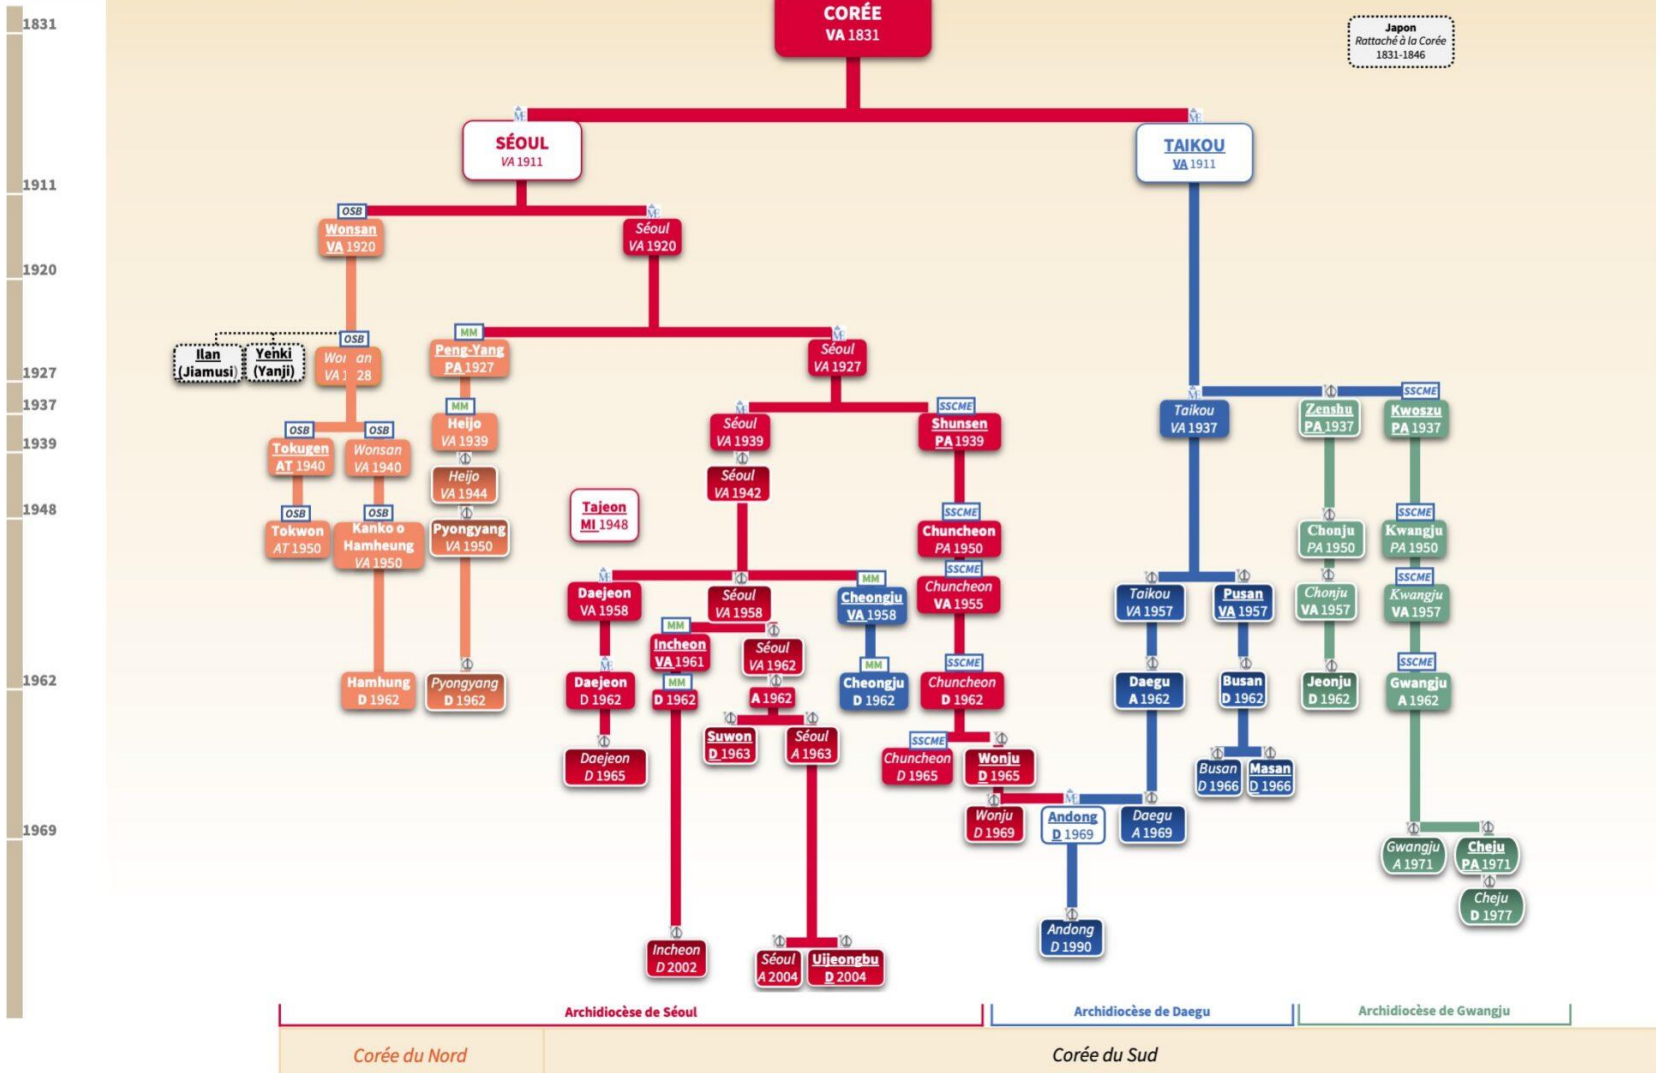 1831
CORÉE
VA 1831
Japon
Rattaché à la Corée
1831-1846
SÉOUL
VA 1911
TAIKOU
VA 1911
1911
OSB
Wonsan
VA 1920
Séoul
VA 1920
1920
Ilan
(Jiamusi)
Yenki
(Yanji)
OSB
VA
28
MM
Peng-Yang
PA 1927
Séoul
VA 1927
1927
1937
MM
Heijo
VA 1939
Séoul
VA 1939
SSCME
Shunsen
PA 1939
Taikou
VA 1937
Zenshu
PA 1937
SSCME
Kwoszu
PA 1937
1939
OSB
Tokugen
AT 1940
OSB
Wonsan
VA 1940
Heijo
VA 1944
Séoul
VA 1942
1948
OSB
Tokwon
AT 1950
OSB
Kanko o
Hamheung
VA 1950
Pyongyang
VA 1950
Tajeon
MI 1948
SSCME
Chuncheon
PA 1950
Chonju
PA 1950
SSCME
Kwangju
PA 1950
Daejeon
VA 1958
Séoul
VA 1958
MM
Cheongju
VA 1958
SSCME
Chuncheon
VA 1955
Taikou
VA 1957
Pusan
VA 1957
Chonju
VA 1957
SSCME
Kwangju
VA 1957
MM
Incheon
VA 1961
Séoul
VA 1962
1962
Hamhung
D 1962
Pyongyang
D 1962
Daejeon
D 1962
MM
D 1962
A 1962
MM
Cheongju
D 1962
SSCME
Chuncheon
D 1962
Daegu
A 1962
Busan
D 1962
Jeonju
D 1962
SSCME
Gwangju
A 1962
Daejeon
D 1965
Suwon
D 1963
Séoul
A 1963
SSCME
Chuncheon
D 1965
Wonju
D 1965
Busan
D 1966
Masan
D 1966
1969
Wonju
D 1969
Andong
D 1969
Daegu
A 1969
Gwangju
A 1971
Cheju
PA 1971
Cheju
D 1977
Incheon
D 2002
Séoul
A 2004
Uijeongbu
D 2004
Andong
D 1990
Archidiocèse de Séoul
Archidiocèse de Daegu
Archidiocèse de Gwangju
Corée du Nord
Corée du Sud